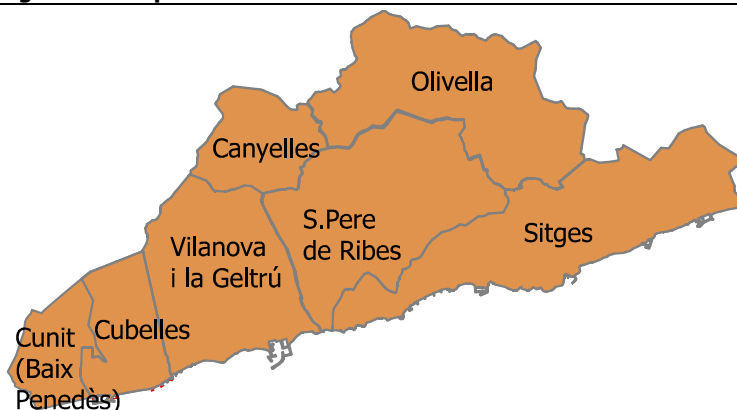 Olivella
Canyelles
S.Pere
de Ribes
Sitges
Vilanova
i la Geltrú
Cubelles
Cunit
(Baix
Penedès)